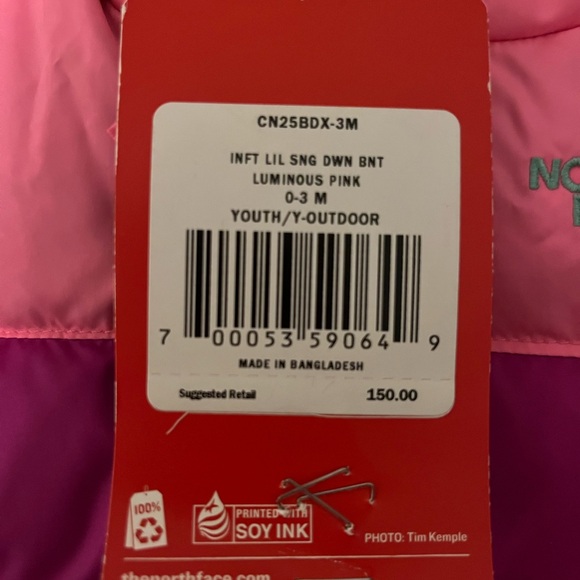 CN25BDX-3M
INFT LIL SNG DWN BNT
LUMINOUS PINK
0-3 M
YOUTH/Y-OUTDOOR
7 00053 59064 9
MADE IN BANGLADESH
Suggested Retail 150.00
NO
100%
PRINTED WITH
SOY INK
PHOTO: Tim Kemple
thenorthface.com